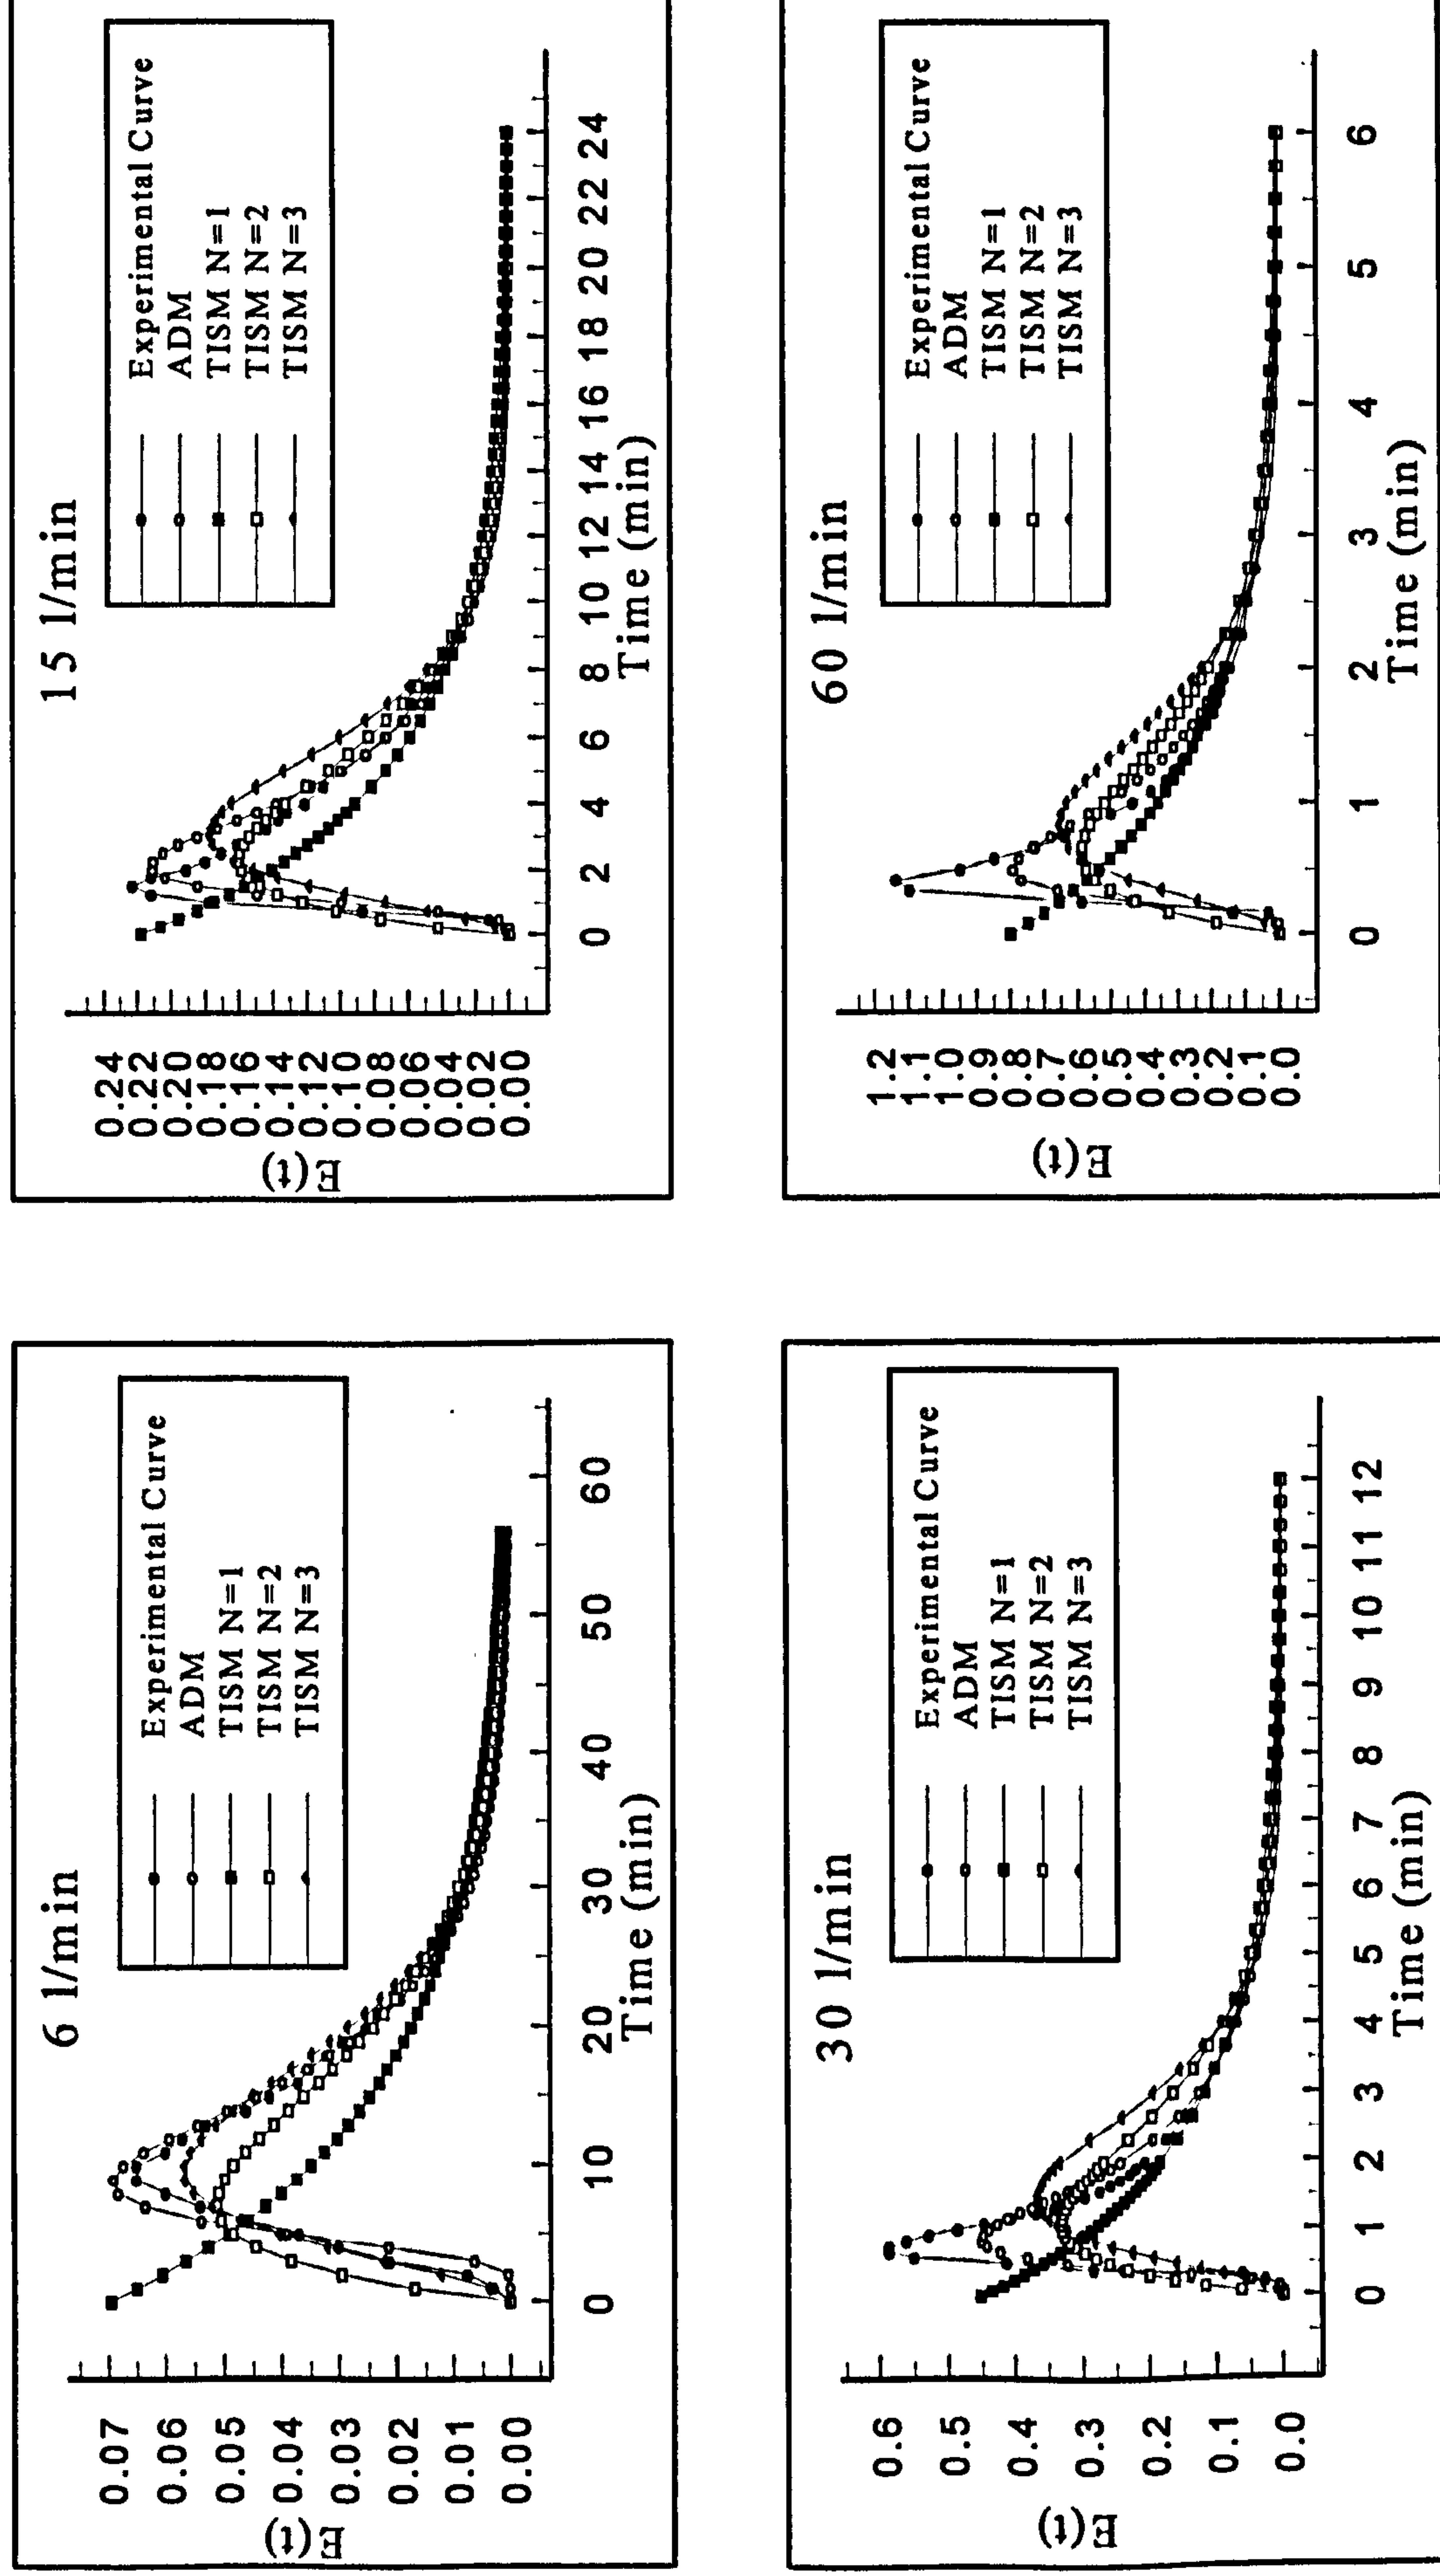 6 l/min
Experimental Curve
ADM
TISM N=1
TISM N=2
TISM N=3
E(t)
0.07
0.06
0.05
0.04
0.03
0.02
0.01
0.00
0 10 20 30 40 50 60
Time (min)
15 l/min
Experimental Curve
ADM
TISM N=1
TISM N=2
TISM N=3
E(t)
0.24
0.22
0.20
0.18
0.16
0.14
0.12
0.10
0.08
0.06
0.04
0.02
0.00
0 2 4 6 8 10 12 14 16 18 20 22 24
Time (min)
30 l/min
Experimental Curve
ADM
TISM N=1
TISM N=2
TISM N=3
E(t)
0.6
0.5
0.4
0.3
0.2
0.1
0.0
0 1 2 3 4 5 6 7 8 9 10 11 12
Time (min)
60 l/min
Experimental Curve
ADM
TISM N=1
TISM N=2
TISM N=3
E(t)
1.2
1.1
1.0
0.9
0.8
0.7
0.6
0.5
0.4
0.3
0.2
0.1
0.0
0 1 2 3 4 5 6
Time (min)